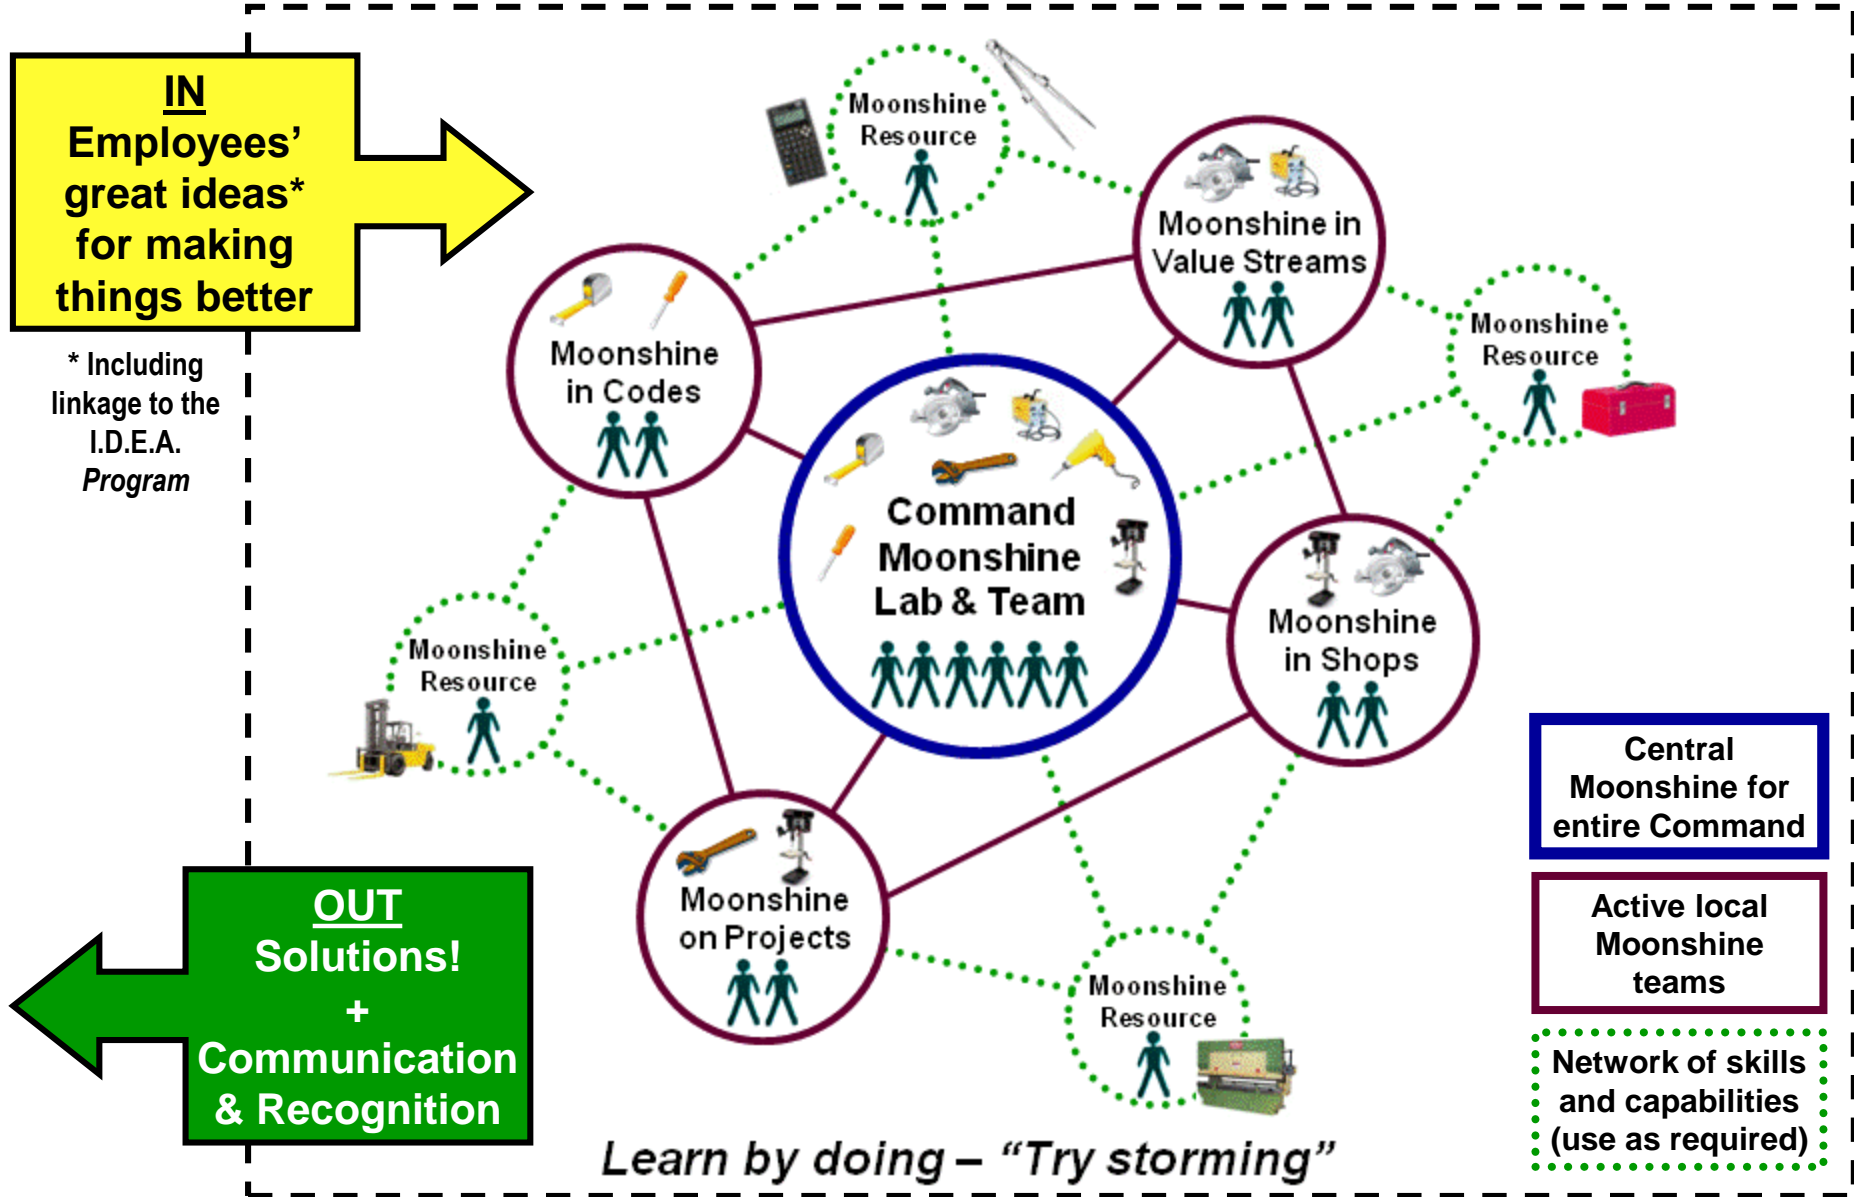 IN
Employees’
great ideas*
for making
things better
* Including
linkage to the
I.D.E.A.
Program
Moonshine
Resource
Moonshine in
Value Streams
Moonshine
in Codes
Moonshine
Resource
Command
Moonshine
Lab & Team
Moonshine
in Shops
Moonshine
Resource
Moonshine
on Projects
Moonshine
Resource
Central
Moonshine for
entire Command
Active local
Moonshine
teams
Network of skills
and capabilities
(use as required)
OUT
Solutions!
+
Communication
& Recognition
Learn by doing – “Try storming”